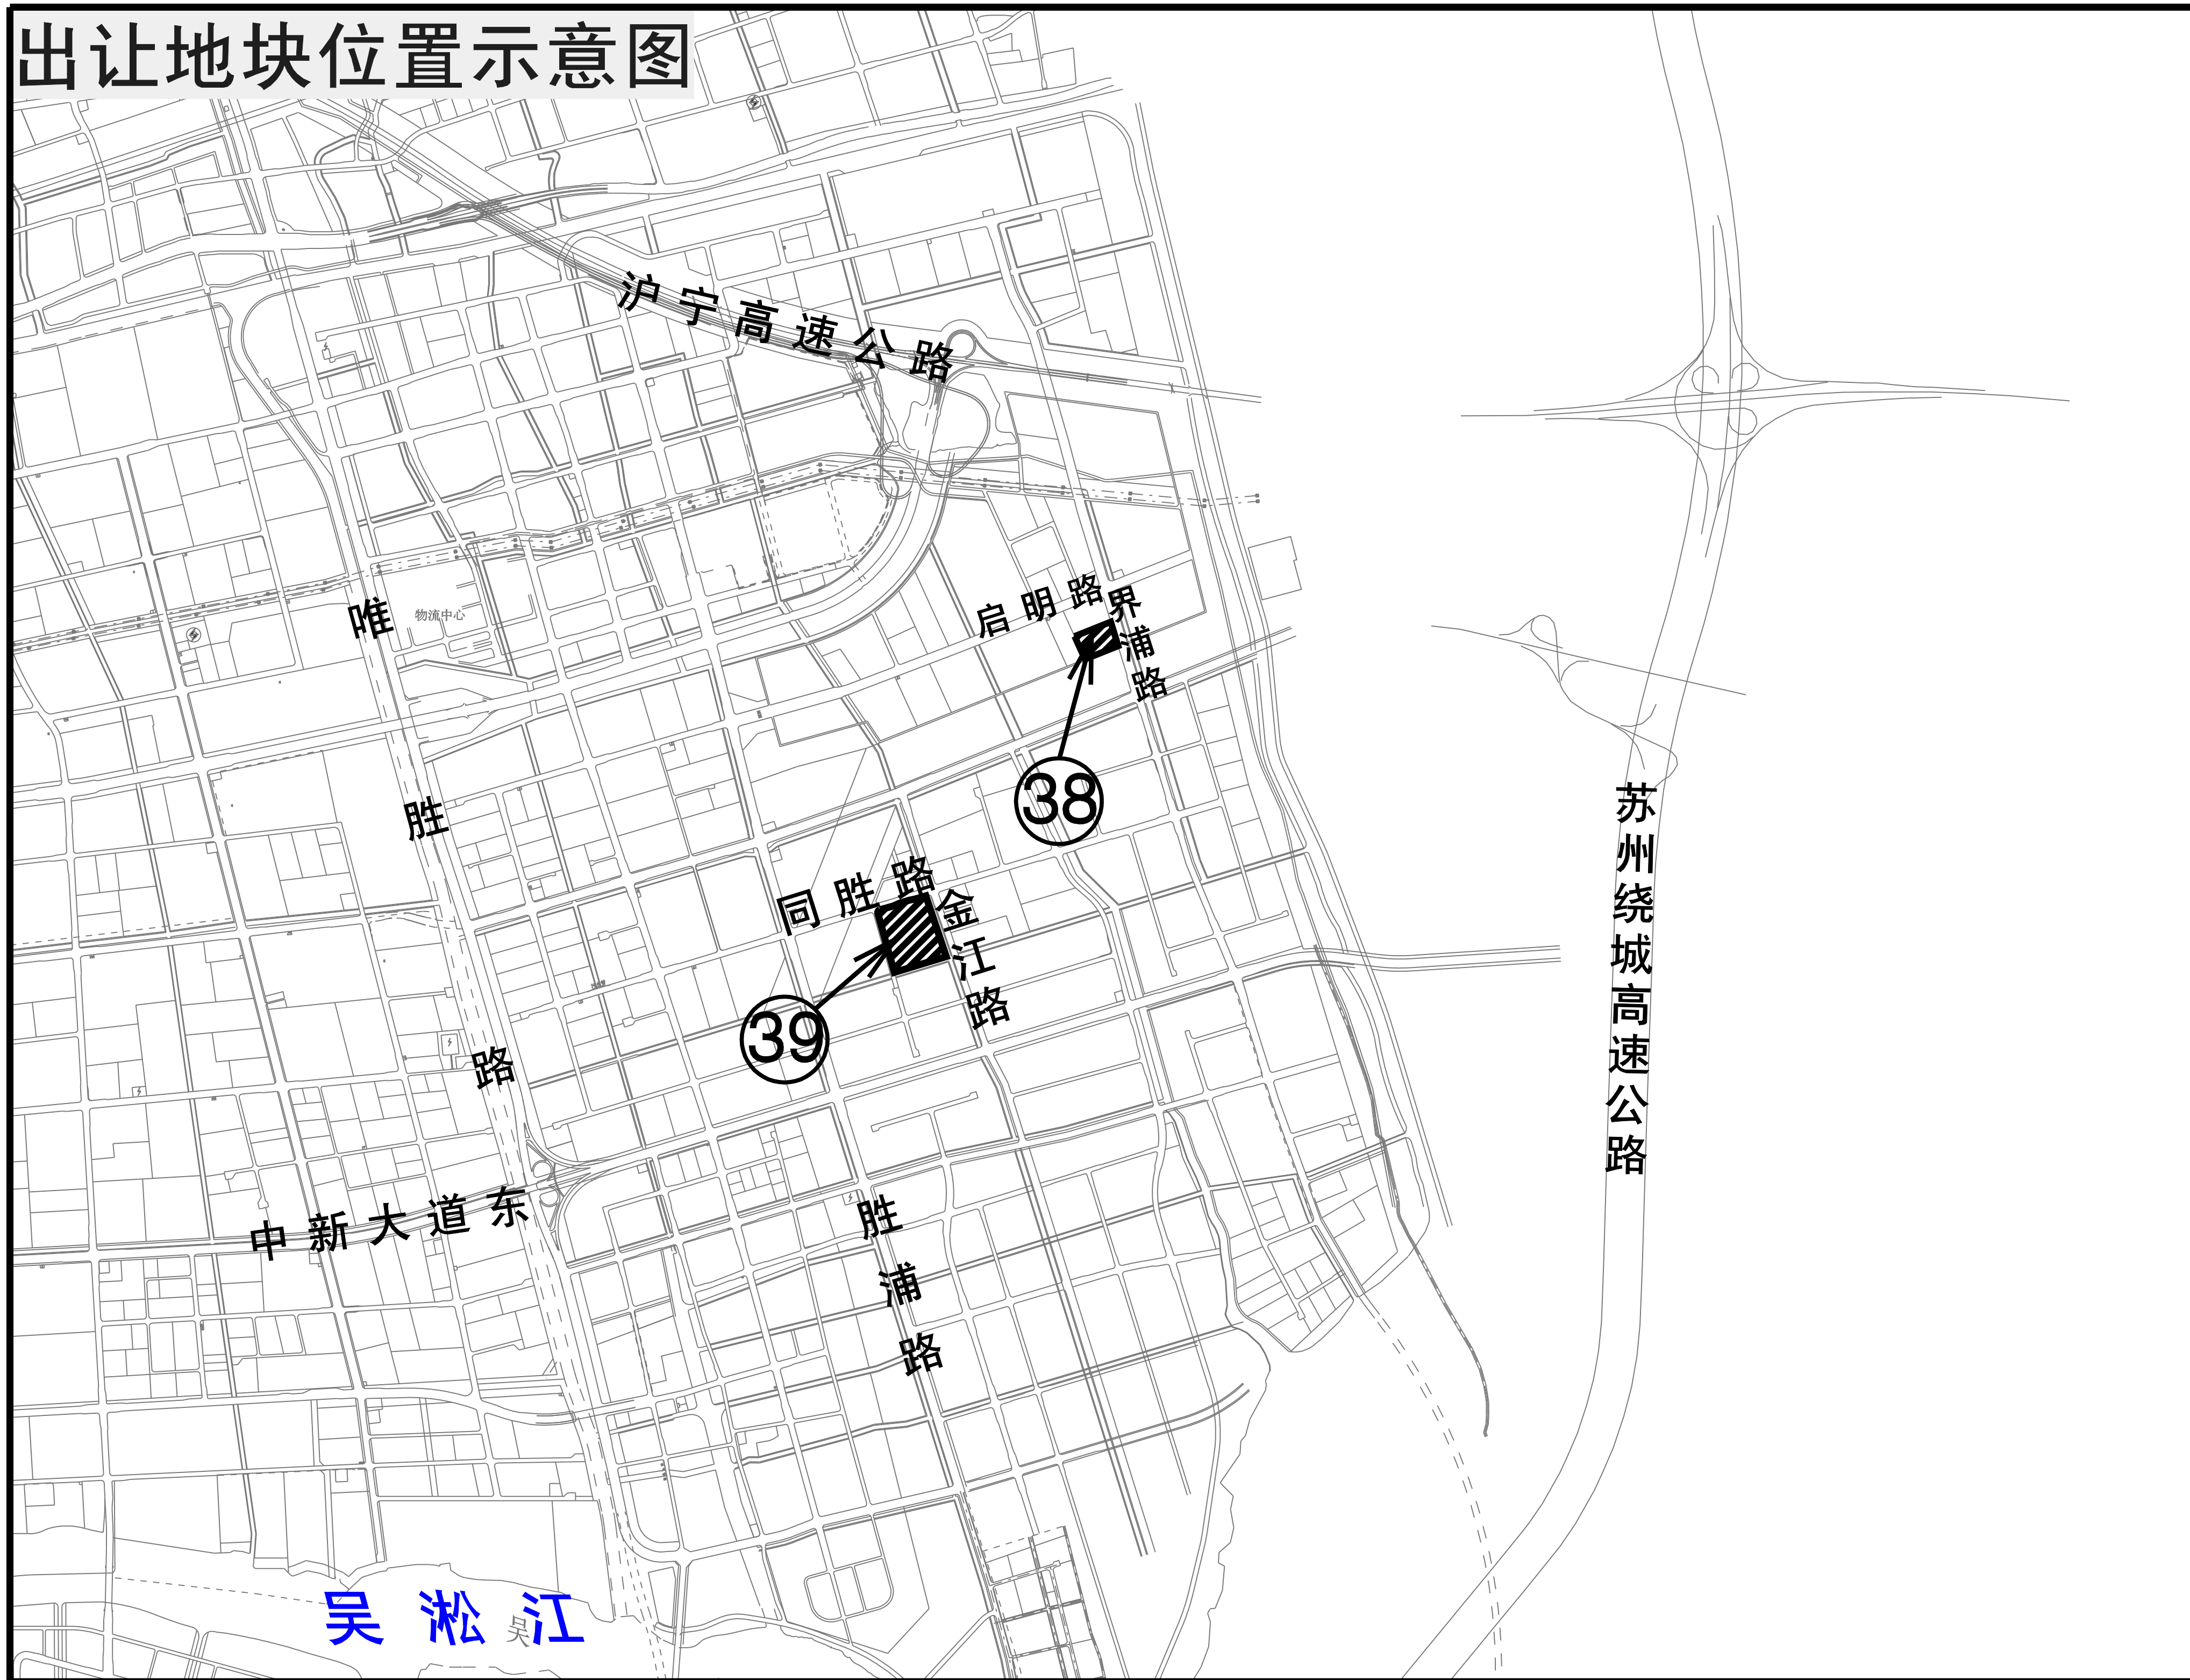 出让地块位置示意图
沪宁高速公路
唯胜路
物流中心
启明路
界浦路
38
同胜路
金江路
39
苏州绕城高速公路
中新大道东
胜浦路
吴淞江
吴